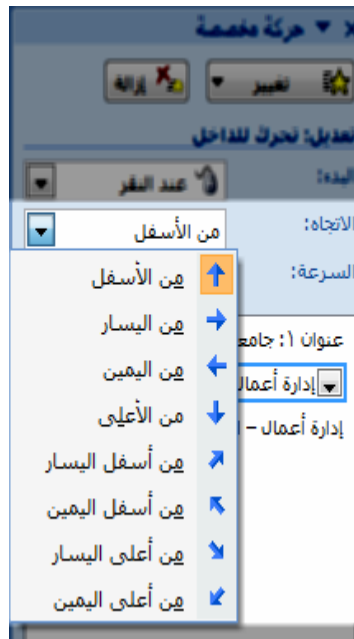 حركة مخصصة
تغيير
إزالة
تعديل: تحرك للداخل
البدء:
عند النقر
الاتجاه:
من الأسفل
السرعة:
من الأسفل
من اليسار
من اليمين
من الأعلى
من أسفل اليسار
من أسفل اليمين
من أعلى اليسار
من أعلى اليمين
عنوان ١: جامع
إدارة أعمال
إدارة أعمال –